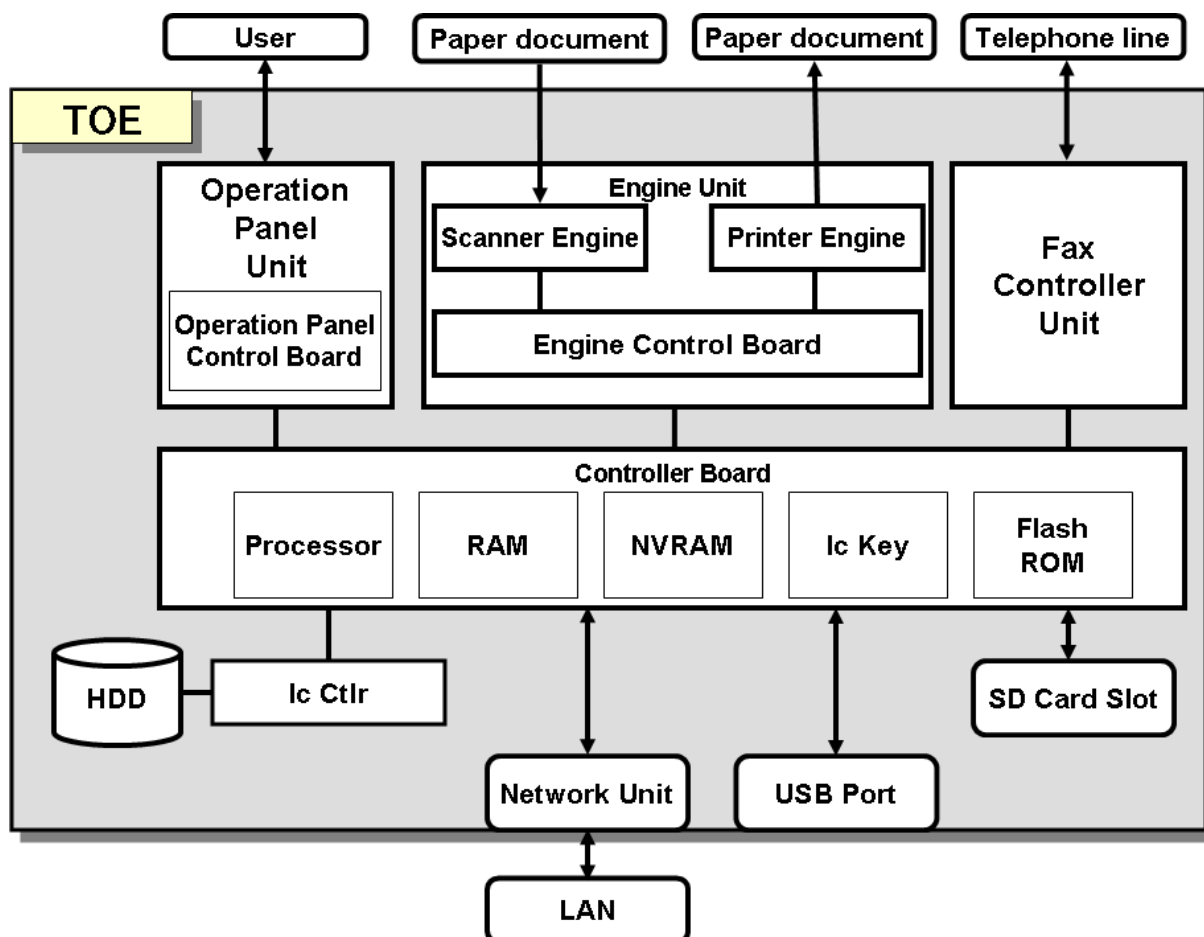 User
Paper document
Paper document
Telephone line
TOE
Operation
Panel
Unit
Operation Panel
Control Board
Engine Unit
Scanner Engine
Printer Engine
Engine Control Board
Fax
Controller
Unit
Controller Board
Processor
RAM
NVRAM
Ic Key
Flash
ROM
HDD
Ic Ctlr
SD Card Slot
Network Unit
USB Port
LAN